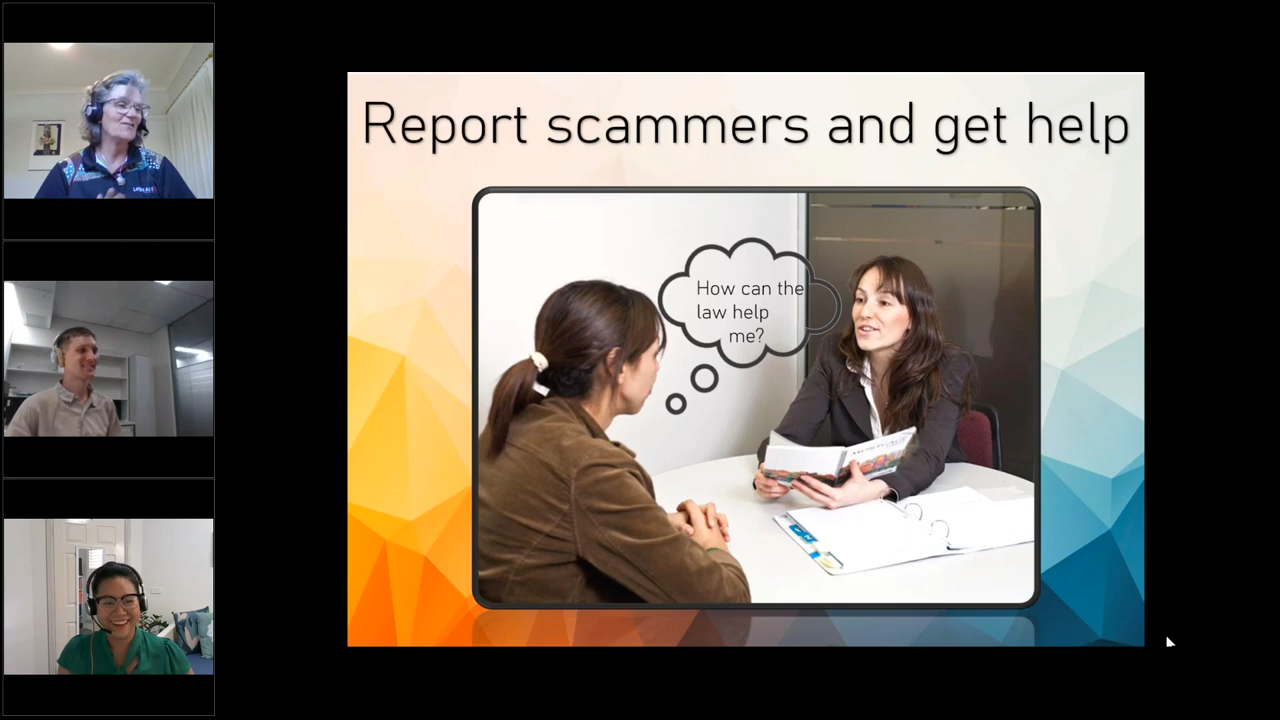 Report scammers and get help
How can the
law help
me?